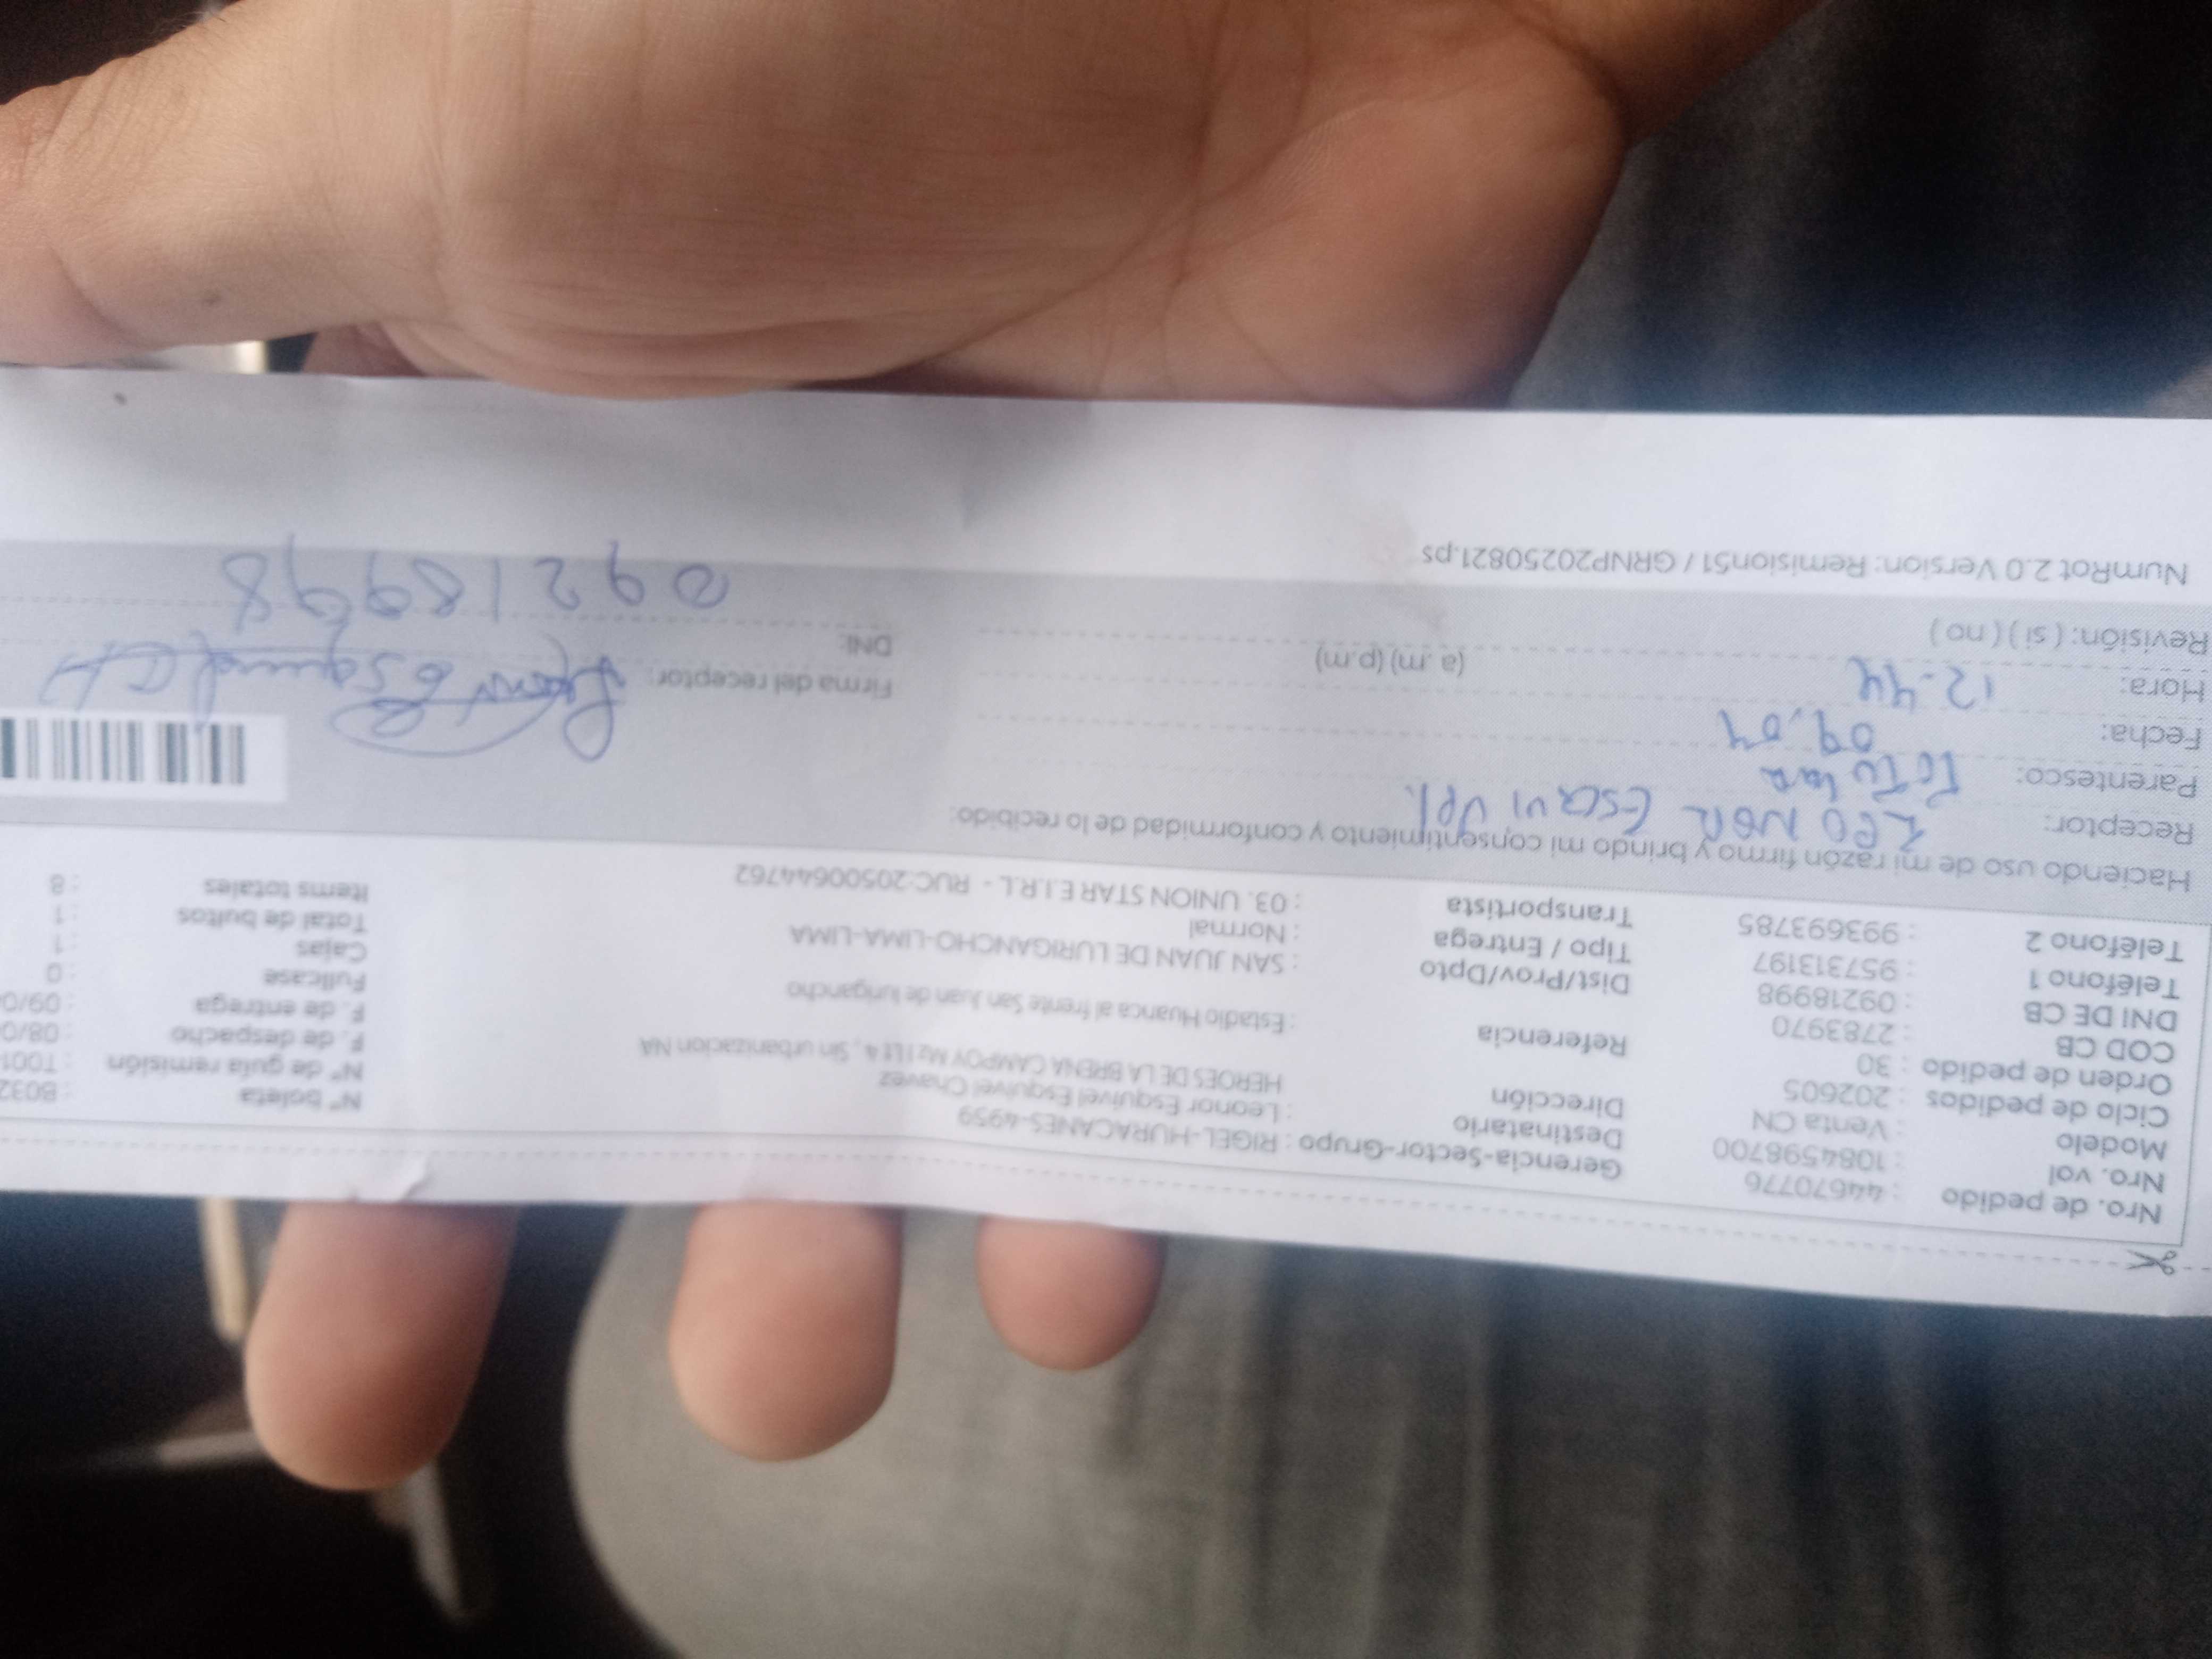 Nro. de pedido : 44670776
Nro. vol : 1084598700
Modelo : Venta CN
Ciclo de pedidos : 202605
Orden de pedido : 30
COD CB : 2783970
DNI DE CB : 09218998
Teléfono 1 : 957313197
Teléfono 2 : 993693785
Gerencia-Sector-Grupo : RIGEL-HURACANES-4959
Destinatario : Leonor Esquivel Esquivel Chavez
Dirección HEROES DE LA BREÑA CAMPOY Mz I Lt 4 , Sin urbanizacion NA
Referencia : Estadio Huanca al frente San Juan de lurigancho
Dist/Prov/Dpto : SAN JUAN DE LURIGANCHO-LIMA-LIMA
Tipo / Entrega : Normal
Transportista : 03. UNION STAR E.I.R.L - RUC:20500644762
N° boleta : B032
N° de guía remisión : T001
F. de despacho : 08/0
F. de entrega : 09/0
Fullcase : 0
Cajas : 1
Total de bultos : 1
Items totales : 8
Haciendo uso de mi razón firmo y brindo mi consentimiento y conformidad de lo recibido:
Receptor: LEONOR ESQUIVEL.
Parentesco: Titular
Fecha: 09,04
Hora: 12-44 (a .m) (p.m)
Revisión: ( si ) ( no )
Firma del receptor: Esquivel CH
DNI: 09218998
NumRot 2.0 Version: Remision51 / GRNP20250821.ps